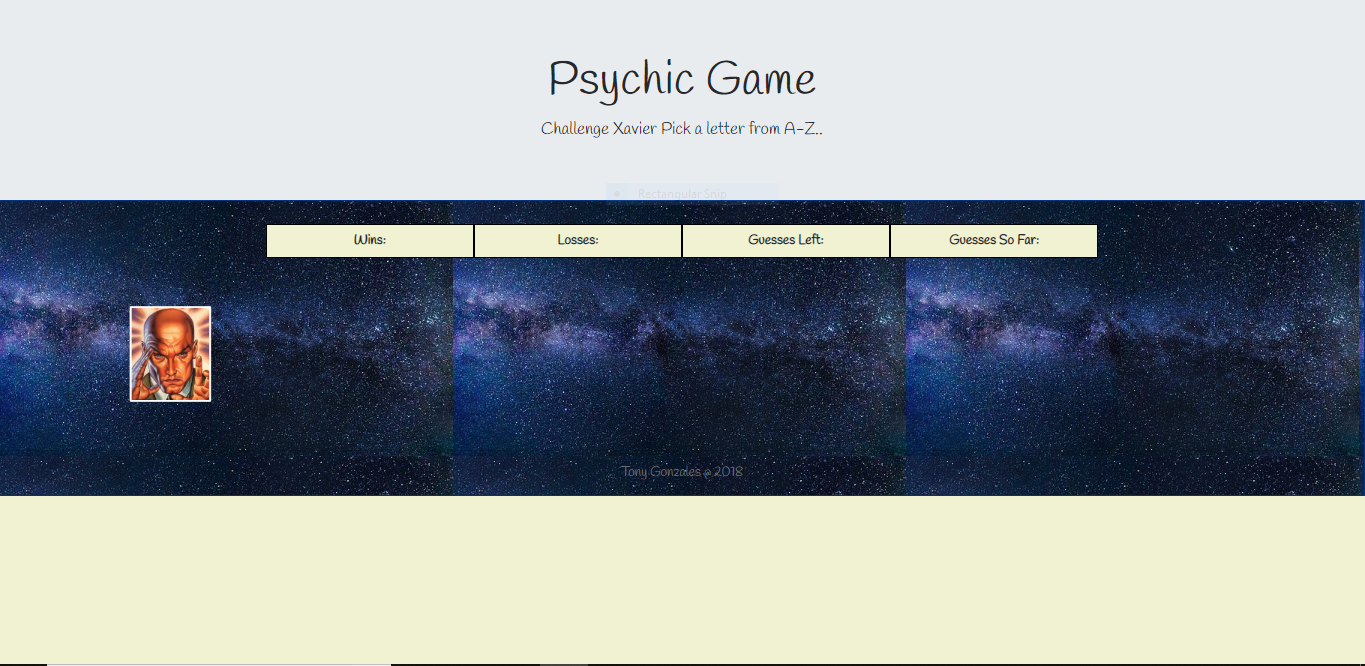 Psychic Game
Challenge Xavier Pick a letter from A-Z..
Rectangular Snip
Wins:
Losses:
Guesses Left:
Guesses So Far:
Tony Gonzales @ 2018